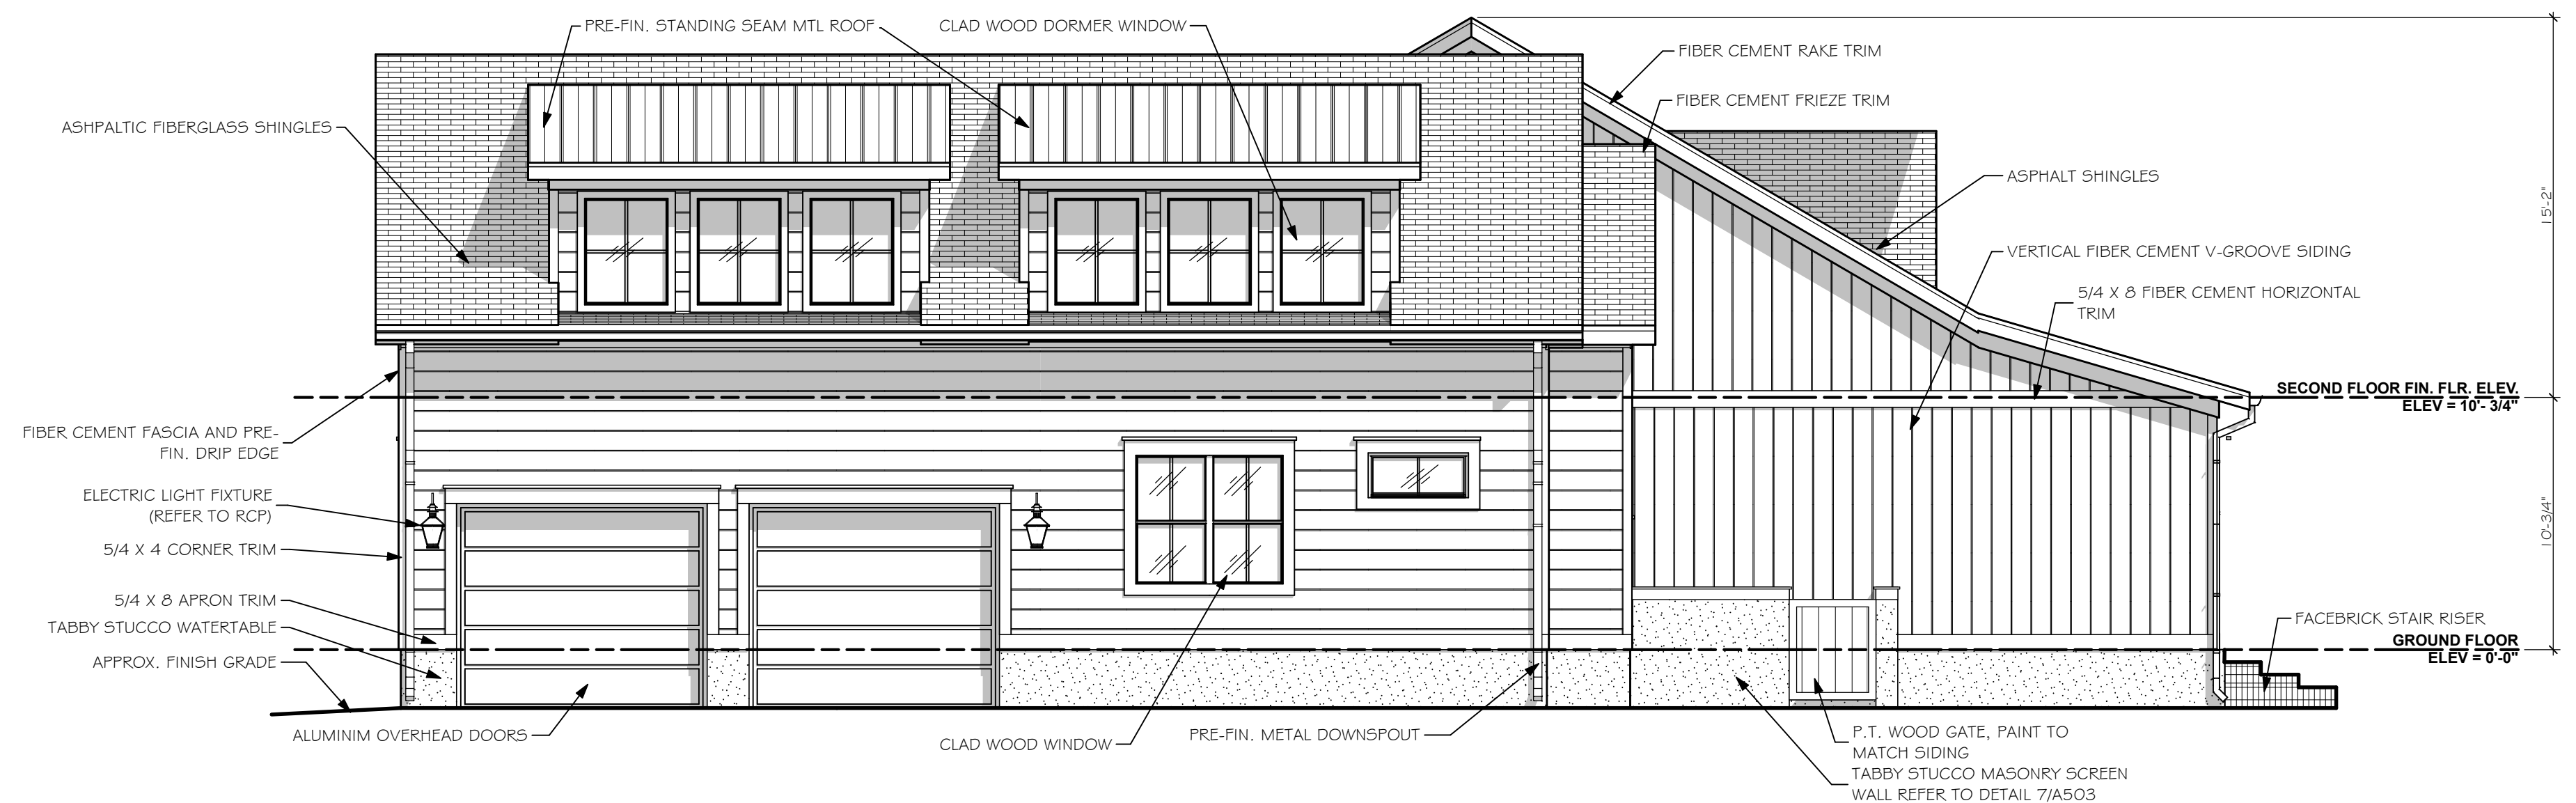 PRE-FIN. STANDING SEAM MTL ROOF
CLAD WOOD DORMER WINDOW
FIBER CEMENT RAKE TRIM
FIBER CEMENT FRIEZE TRIM
ASHPALTIC FIBERGLASS SHINGLES
ASPHALT SHINGLES
15'-2"
VERTICAL FIBER CEMENT V-GROOVE SIDING
5/4 X 8 FIBER CEMENT HORIZONTAL
TRIM
SECOND FLOOR FIN. FLR. ELEV.
ELEV = 10'- 3/4"
FIBER CEMENT FASCIA AND PRE-
FIN. DRIP EDGE
ELECTRIC LIGHT FIXTURE
(REFER TO RCP)
10'-3/4"
5/4 X 4 CORNER TRIM
5/4 X 8 APRON TRIM
TABBY STUCCO WATERTABLE
APPROX. FINISH GRADE
FACEBRICK STAIR RISER
GROUND FLOOR
ELEV = 0'-0"
ALUMINIM OVERHEAD DOORS
CLAD WOOD WINDOW
PRE-FIN. METAL DOWNSPOUT
P.T. WOOD GATE, PAINT TO
MATCH SIDING
TABBY STUCCO MASONRY SCREEN
WALL REFER TO DETAIL 7/A503